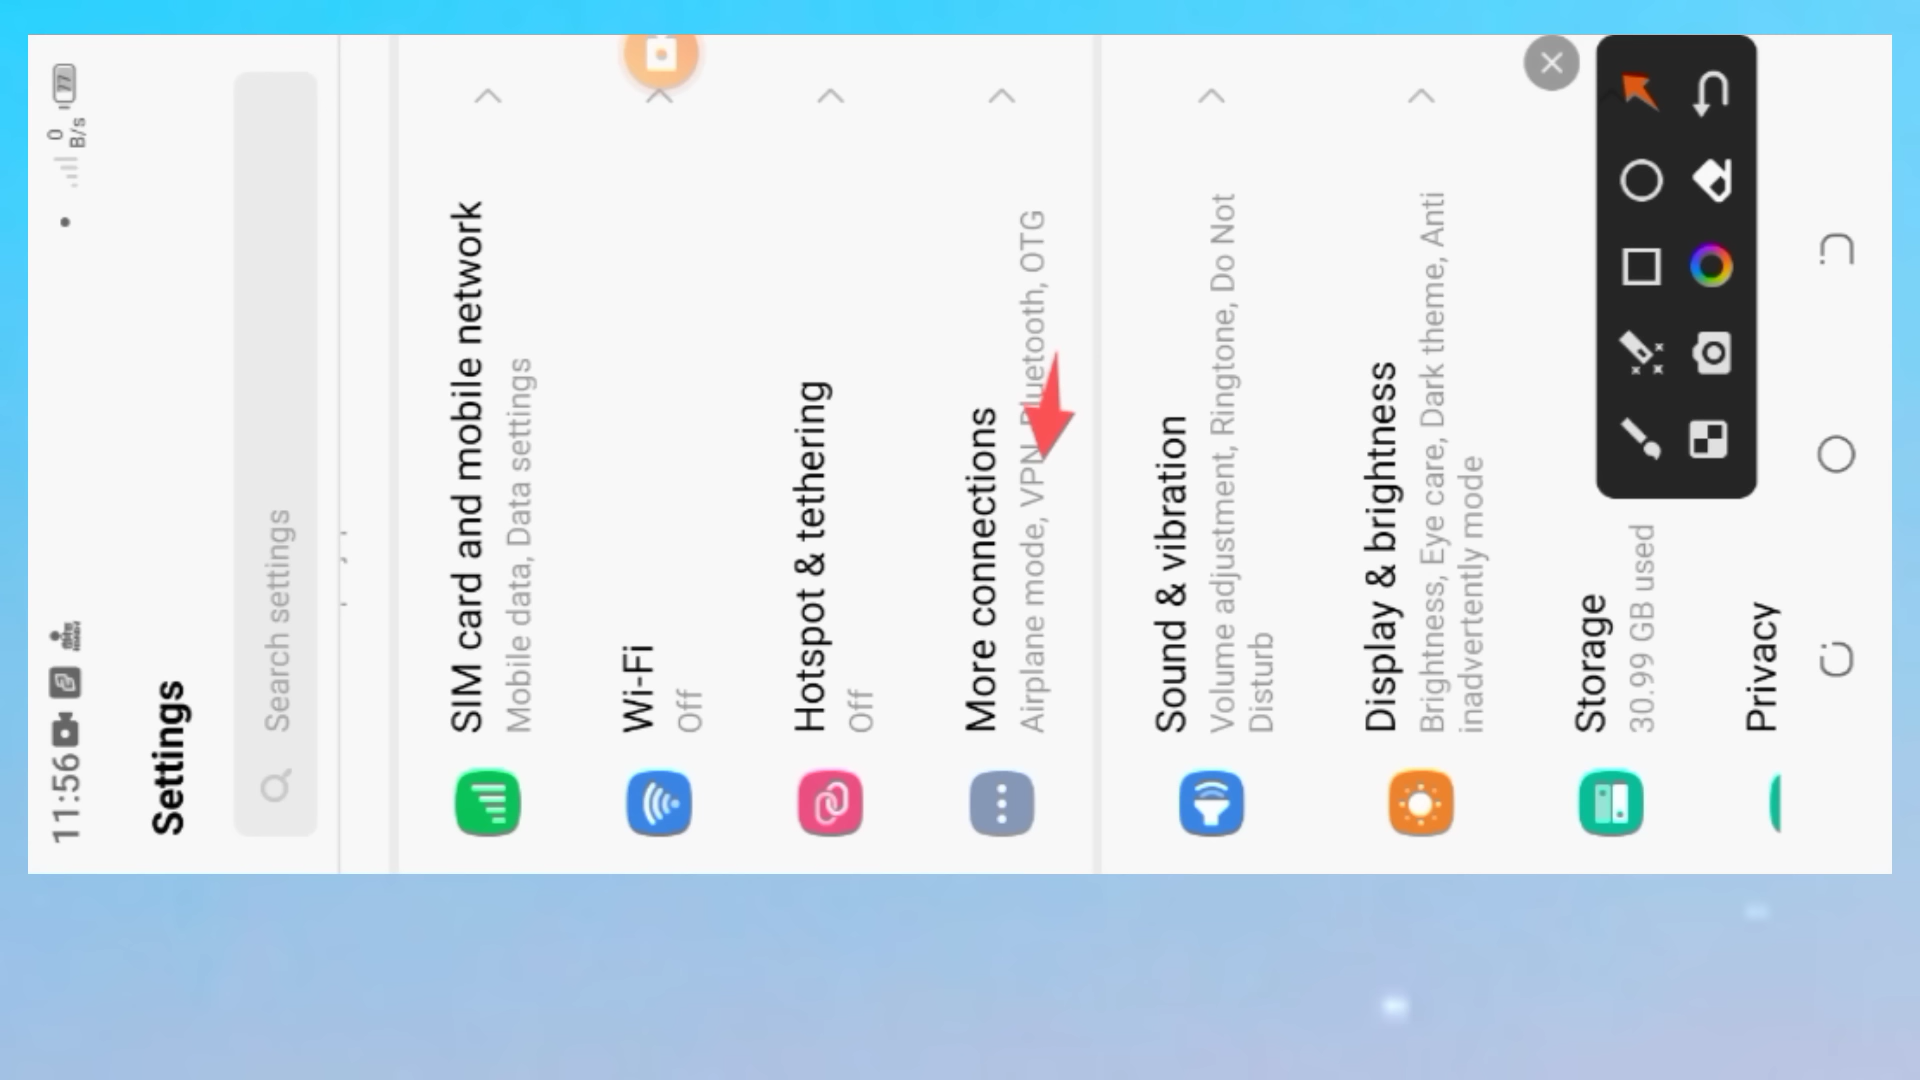 11:56
0
B/s
77
Settings
Search settings
SIM card and mobile network
Mobile data, Data settings
Wi-Fi
Off
Hotspot & tethering
Off
More connections
Airplane mode, VPN, Bluetooth, OTG
Sound & vibration
Volume adjustment, Ringtone, Do Not
Disturb
Display & brightness
Brightness, Eye care, Dark theme, Anti
inadvertently mode
Storage
30.99 GB used
Privacy